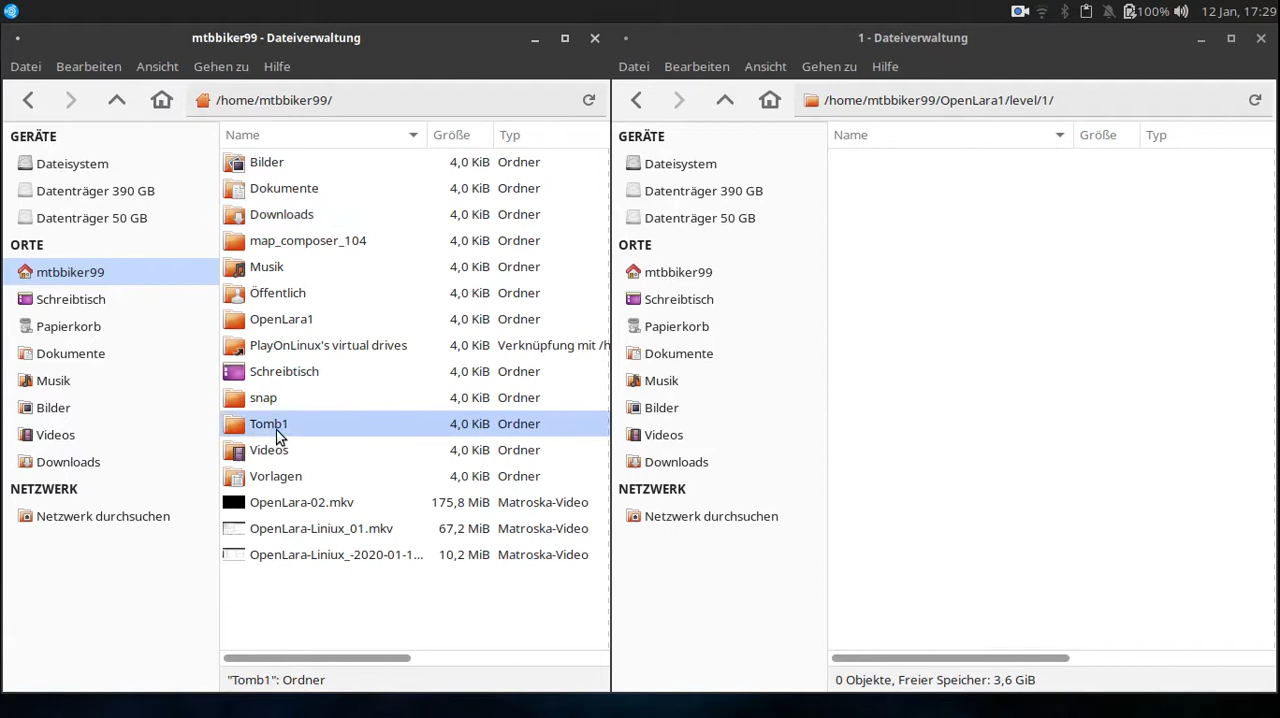 100% 12 Jan, 17:29
mtbbiker99 - Dateiverwaltung
Datei Bearbeiten Ansicht Gehen zu Hilfe
/home/mtbbiker99/
GERÄTE
Dateisystem
Datenträger 390 GB
Datenträger 50 GB
ORTE
mtbbiker99
Schreibtisch
Papierkorb
Dokumente
Musik
Bilder
Videos
Downloads
NETZWERK
Netzwerk durchsuchen
Name Größe Typ
Bilder 4,0 KiB Ordner
Dokumente 4,0 KiB Ordner
Downloads 4,0 KiB Ordner
map_composer_104 4,0 KiB Ordner
Musik 4,0 KiB Ordner
Öffentlich 4,0 KiB Ordner
OpenLara1 4,0 KiB Ordner
PlayOnLinux's virtual drives 4,0 KiB Verknüpfung mit /h
Schreibtisch 4,0 KiB Ordner
snap 4,0 KiB Ordner
Tomb1 4,0 KiB Ordner
Videos 4,0 KiB Ordner
Vorlagen 4,0 KiB Ordner
OpenLara-02.mkv 175,8 MiB Matroska-Video
OpenLara-Liniux_01.mkv 67,2 MiB Matroska-Video
OpenLara-Liniux_-2020-01-1... 10,2 MiB Matroska-Video
"Tomb1": Ordner
1 - Dateiverwaltung
Datei Bearbeiten Ansicht Gehen zu Hilfe
/home/mtbbiker99/OpenLara1/level/1/
GERÄTE
Dateisystem
Datenträger 390 GB
Datenträger 50 GB
ORTE
mtbbiker99
Schreibtisch
Papierkorb
Dokumente
Musik
Bilder
Videos
Downloads
NETZWERK
Netzwerk durchsuchen
Name Größe Typ
0 Objekte, Freier Speicher: 3,6 GiB